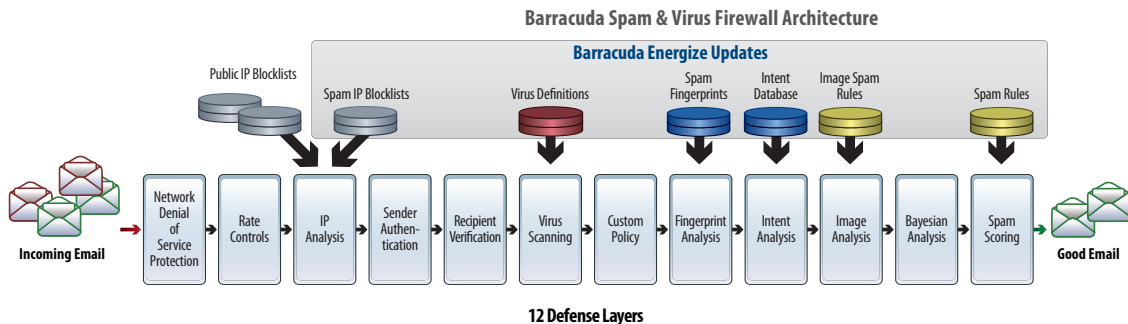 Barracuda Spam & Virus Firewall Architecture
Barracuda Energize Updates
Public IP Blocklists
Spam IP Blocklists
Virus Definitions
Spam
Fingerprints
Intent
Database
Image Spam
Rules
Spam Rules
Incoming Email
Network
Denial
of
Service
Protection
Rate
Controls
IP
Analysis
Sender
Authen-
tication
Recipient
Verification
Virus
Scanning
Custom
Policy
Fingerprint
Analysis
Intent
Analysis
Image
Analysis
Bayesian
Analysis
Spam
Scoring
Good Email
12 Defense Layers